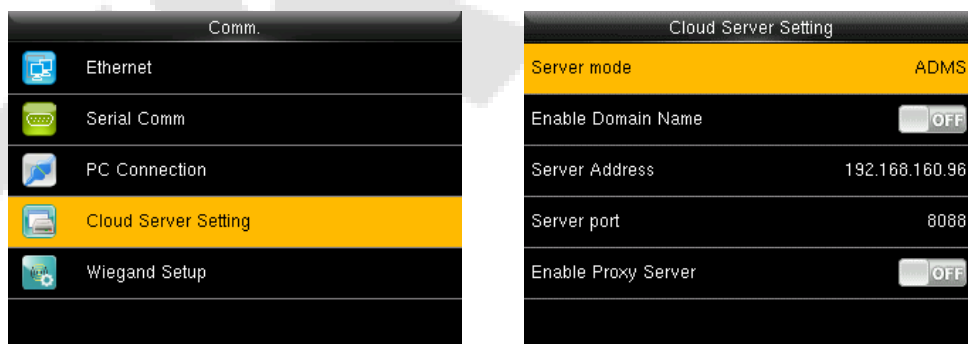 Comm.
Ethernet
Serial Comm
PC Connection
Cloud Server Setting
Wiegand Setup
Cloud Server Setting
Server mode ADMS
Enable Domain Name OFF
Server Address 192.168.160.96
Server port 8088
Enable Proxy Server OFF